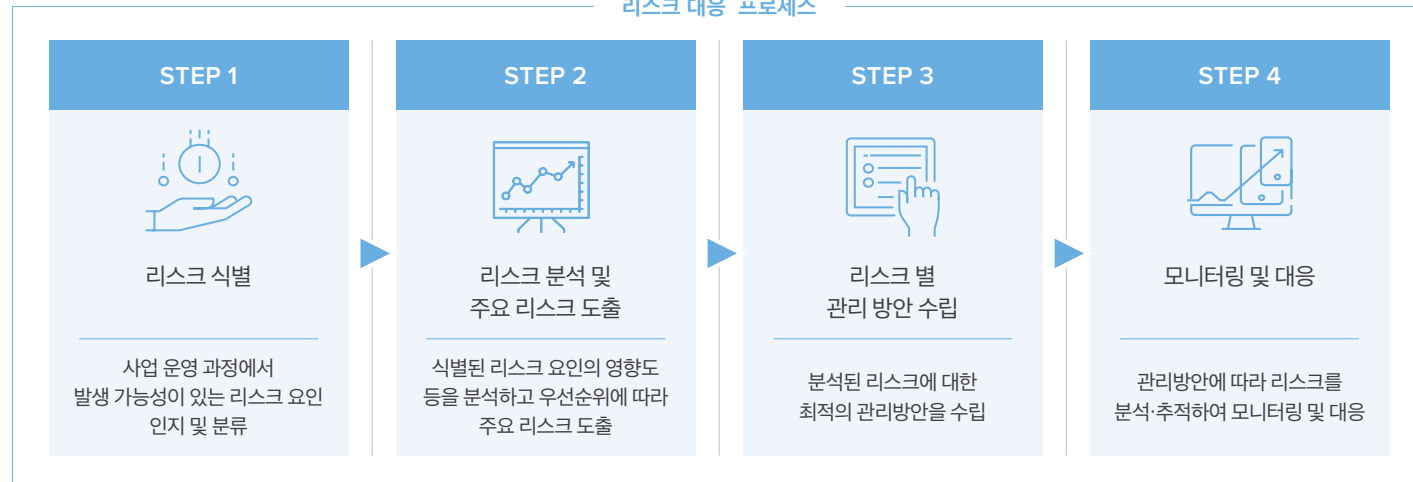 리스크 대응 프로세스
STEP 1
리스크 식별
사업 운영 과정에서
발생 가능성이 있는 리스크 요인
인지 및 분류
STEP 2
리스크 분석 및
주요 리스크 도출
식별된 리스크 요인의 영향도
등을 분석하고 우선순위에 따라
주요 리스크 도출
STEP 3
리스크 별
관리 방안 수립
분석된 리스크에 대한
최적의 관리방안을 수립
STEP 4
모니터링 및 대응
관리방안에 따라 리스크를
분석·추적하여 모니터링 및 대응